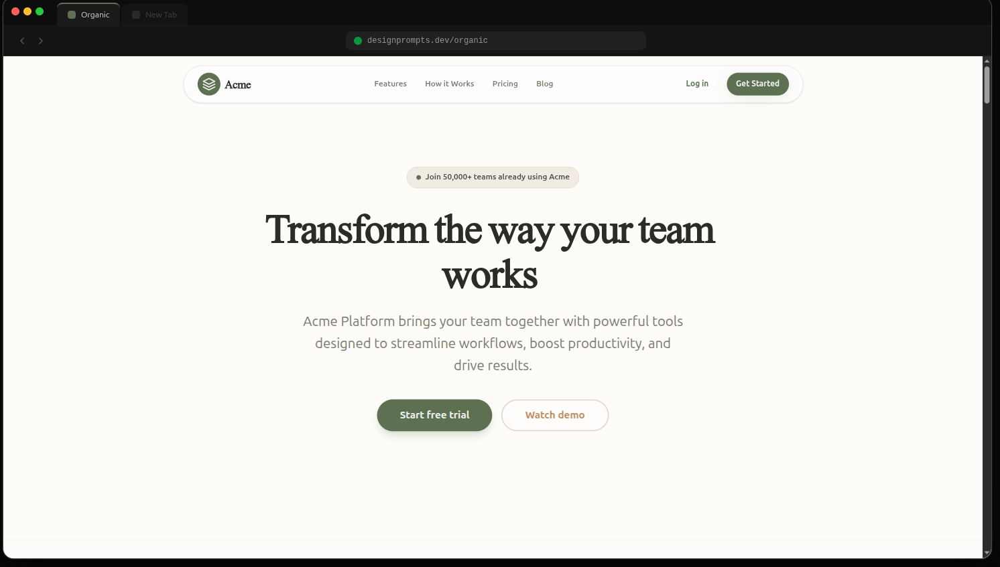 Organic
New Tab
designprompts.dev/organic
Acme
Features
How it Works
Pricing
Blog
Log in
Get Started
Join 50,000+ teams already using Acme
Transform the way your team
works
Acme Platform brings your team together with powerful tools
designed to streamline workflows, boost productivity, and
drive results.
Start free trial
Watch demo